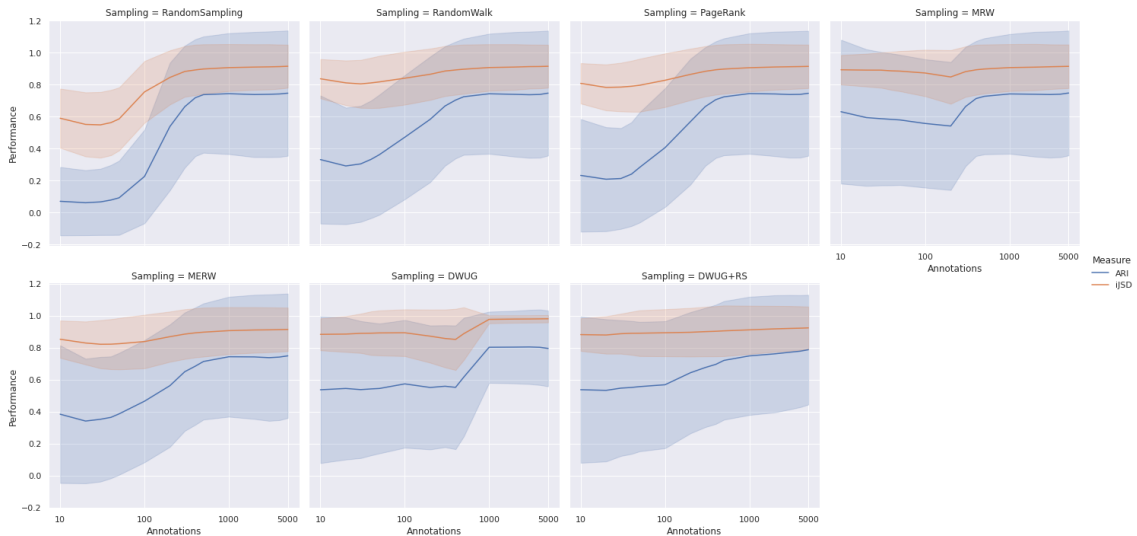 Sampling = RandomSampling
Sampling = RandomWalk
Sampling = PageRank
Sampling = MRW
1.2
1.0
0.8
0.6
0.4
0.2
0.0
−0.2
Performance
10
100
1000
5000
Annotations
Measure
ARI
iJSD
Sampling = MERW
Sampling = DWUG
Sampling = DWUG+RS
1.2
1.0
0.8
0.6
0.4
0.2
0.0
−0.2
Performance
10
100
1000
5000
10
100
1000
5000
10
100
1000
5000
Annotations
Annotations
Annotations